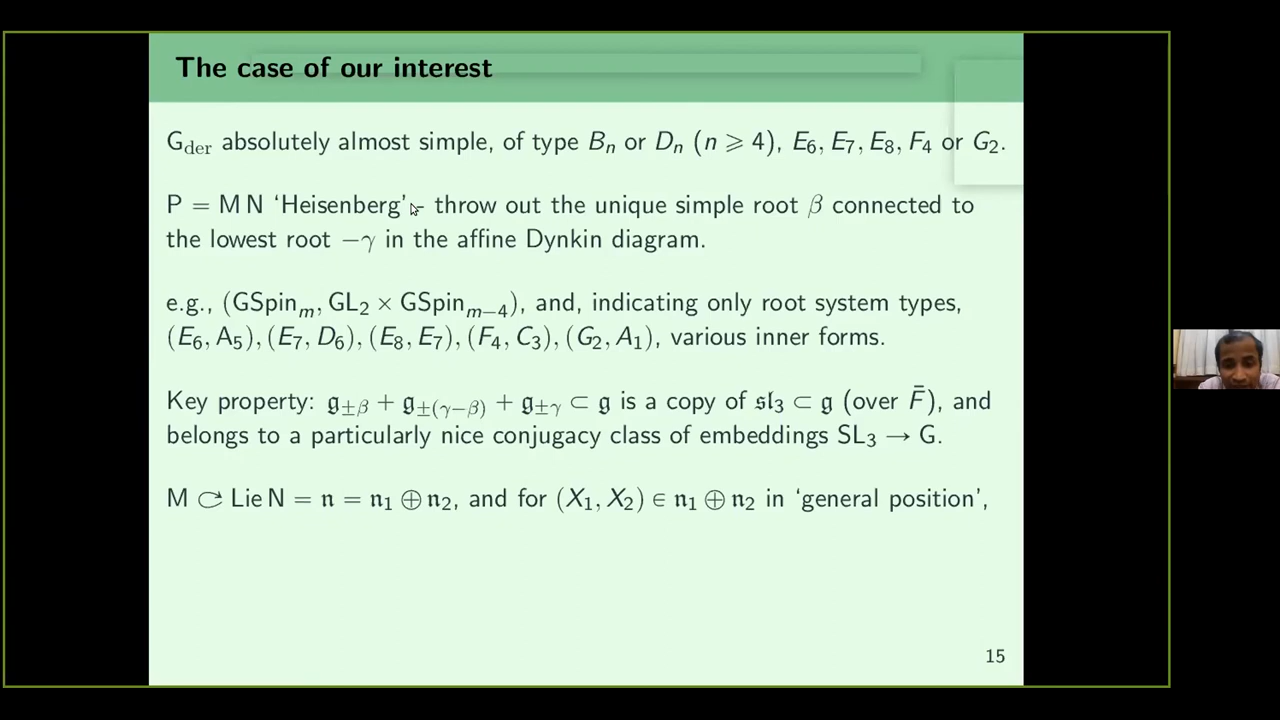 The case of our interest
G_der absolutely almost simple, of type B_n or D_n (n ⩾ 4), E_6, E_7, E_8, F_4 or G_2.
P = M N ‘Heisenberg’ - throw out the unique simple root β connected to
the lowest root −γ in the affine Dynkin diagram.
e.g., (GSpin_m, GL_2 × GSpin_{m−4}), and, indicating only root system types,
(E_6, A_5), (E_7, D_6), (E_8, E_7), (F_4, C_3), (G_2, A_1), various inner forms.
Key property: 𝔤_{±β} + 𝔤_{±(γ−β)} + 𝔤_{±γ} ⊂ 𝔤 is a copy of 𝔰𝔩_3 ⊂ 𝔤 (over F̄), and
belongs to a particularly nice conjugacy class of embeddings SL_3 → G.
M ⟳ Lie N = 𝔫 = 𝔫_1 ⊕ 𝔫_2, and for (X_1, X_2) ∈ 𝔫_1 ⊕ 𝔫_2 in ‘general position’,
15